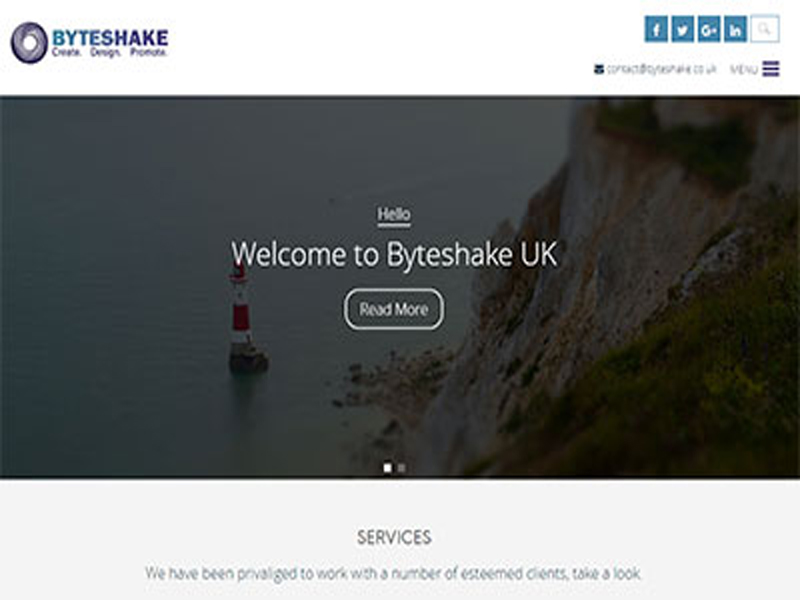 BYTESHAKE
Create. Design. Promote.
contact@byteshake.co.uk MENU
Hello
Welcome to Byteshake UK
Read More
SERVICES
We have been privaliged to work with a number of esteemed clients, take a look.